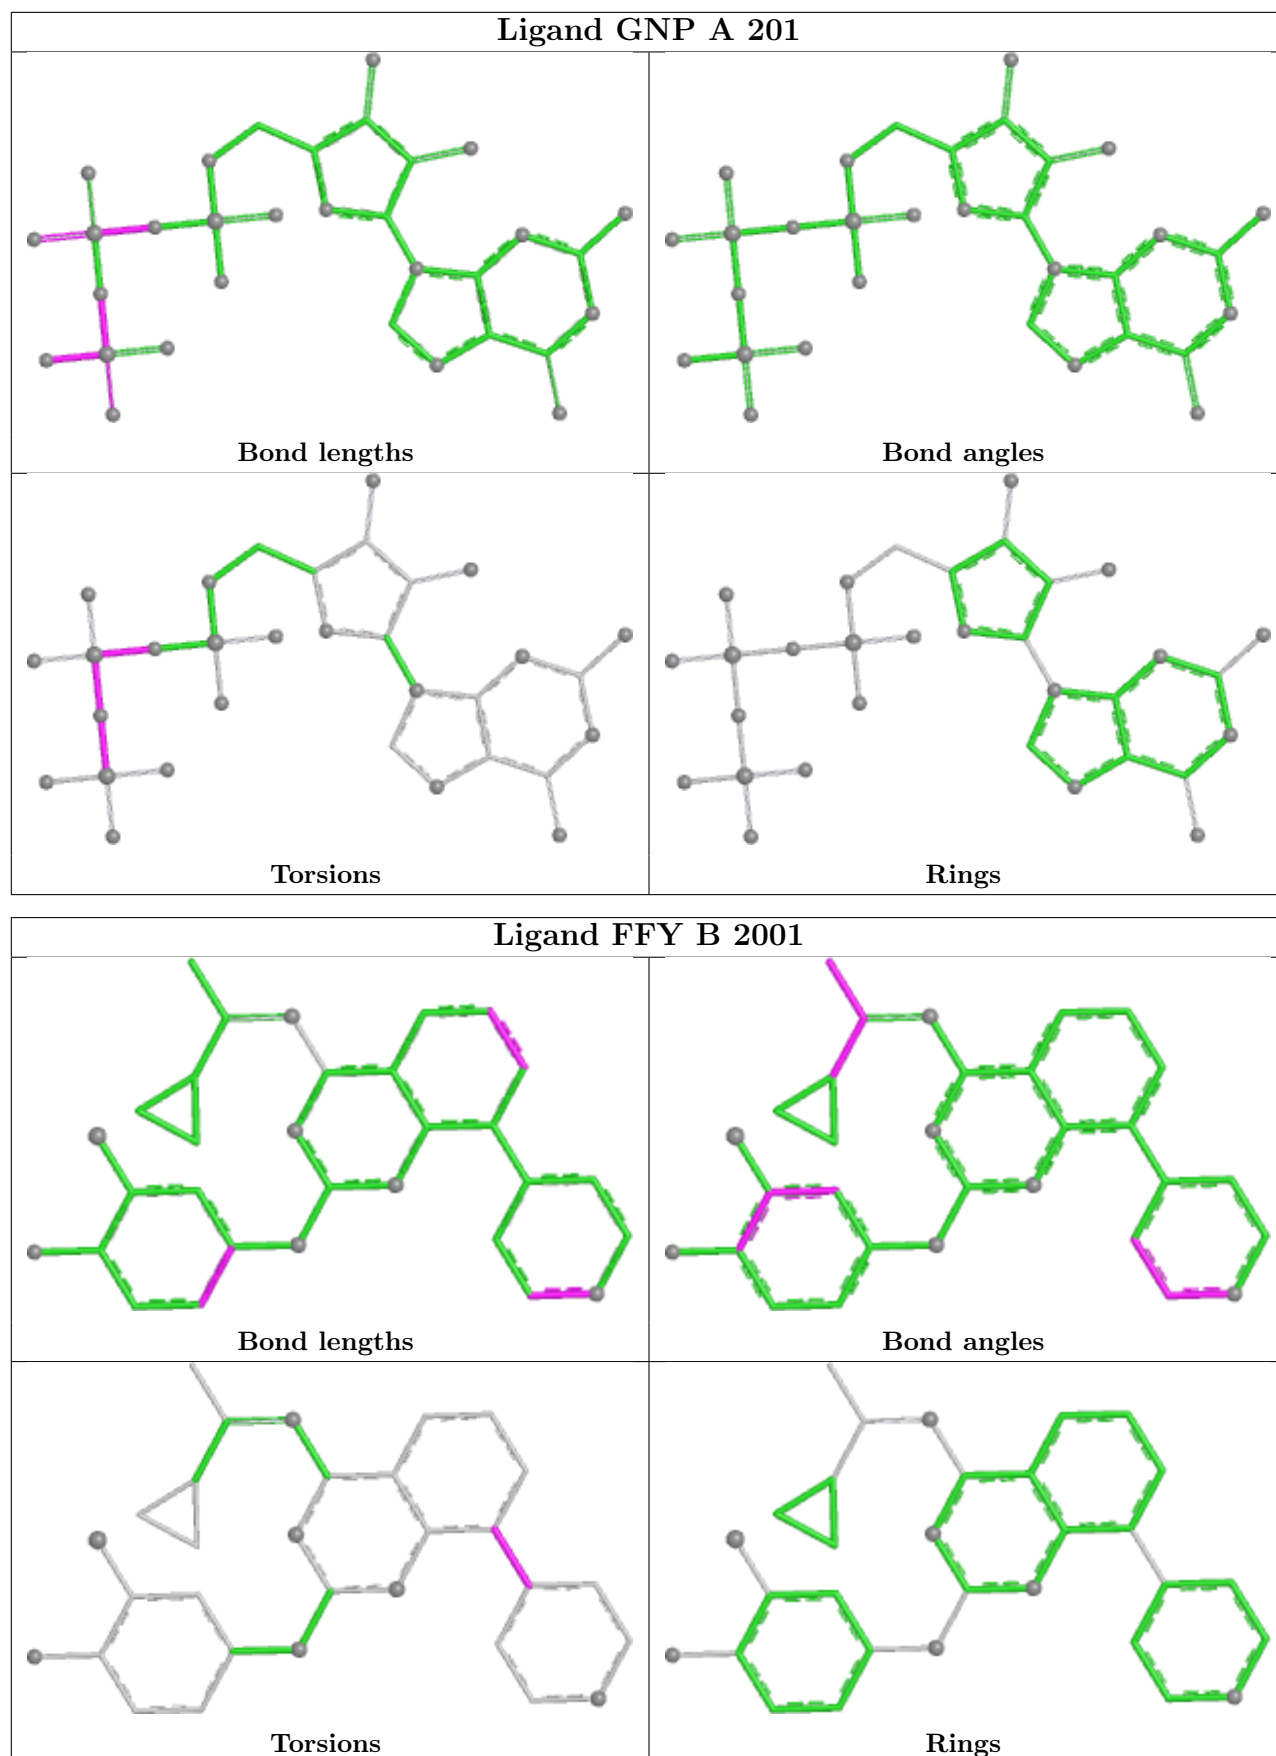 Ligand GNP A 201
Bond lengths
Bond angles
Torsions
Rings
Ligand FFY B 2001
Bond lengths
Bond angles
Torsions
Rings